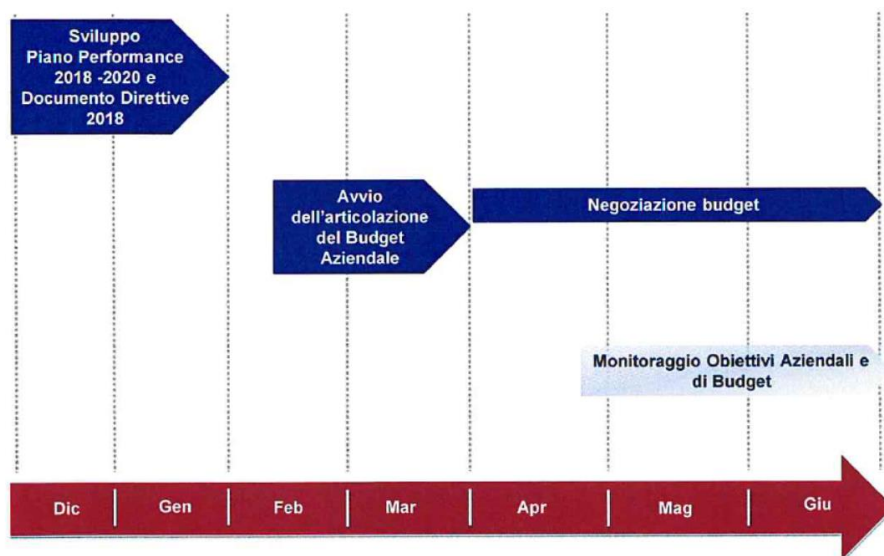 Sviluppo
Piano Performance
2018 -2020 e
Documento Direttive
2018
Avvio
dell'articolazione
del Budget
Aziendale
Negoziazione budget
Monitoraggio Obiettivi Aziendali e
di Budget
Dic Gen Feb Mar Apr Mag Giu